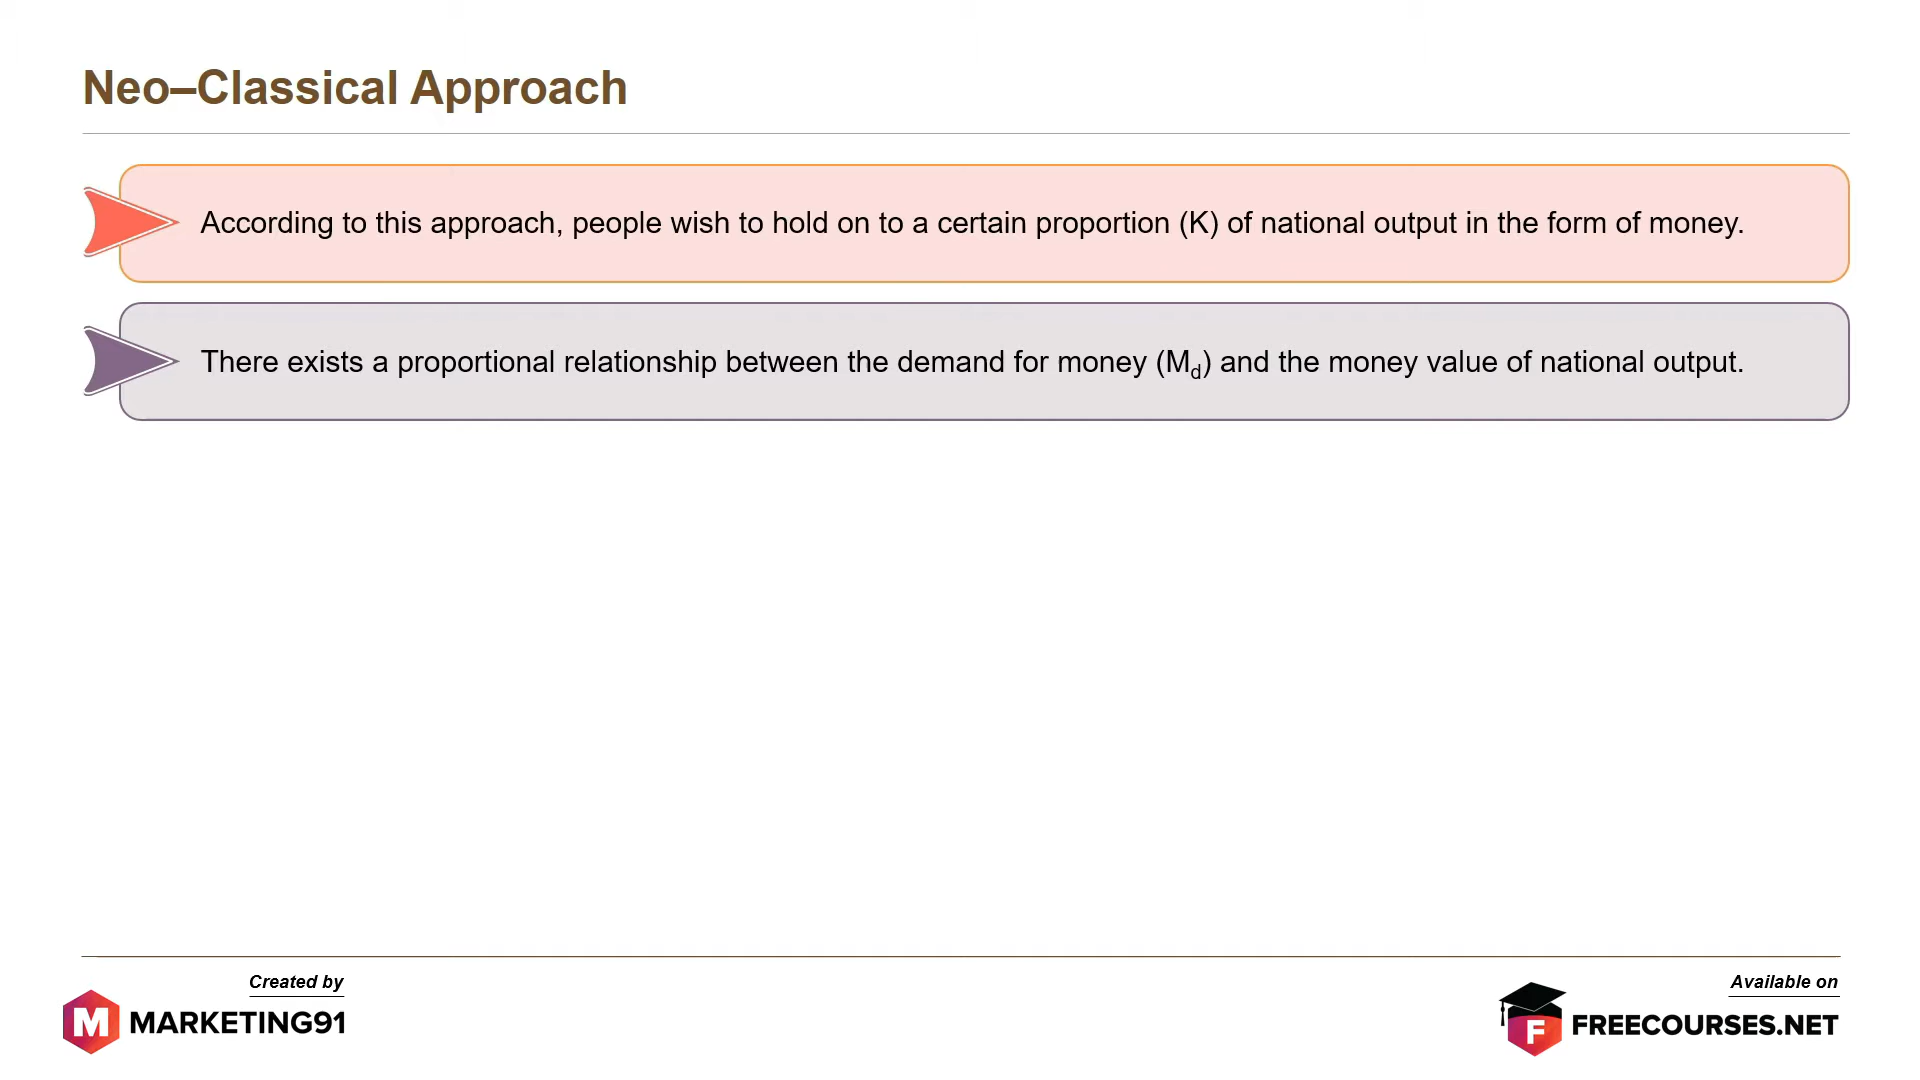 Neo–Classical Approach
According to this approach, people wish to hold on to a certain proportion (K) of national output in the form of money.
There exists a proportional relationship between the demand for money (Md) and the money value of national output.
Created by
M MARKETING91
Available on
F FREECOURSES.NET